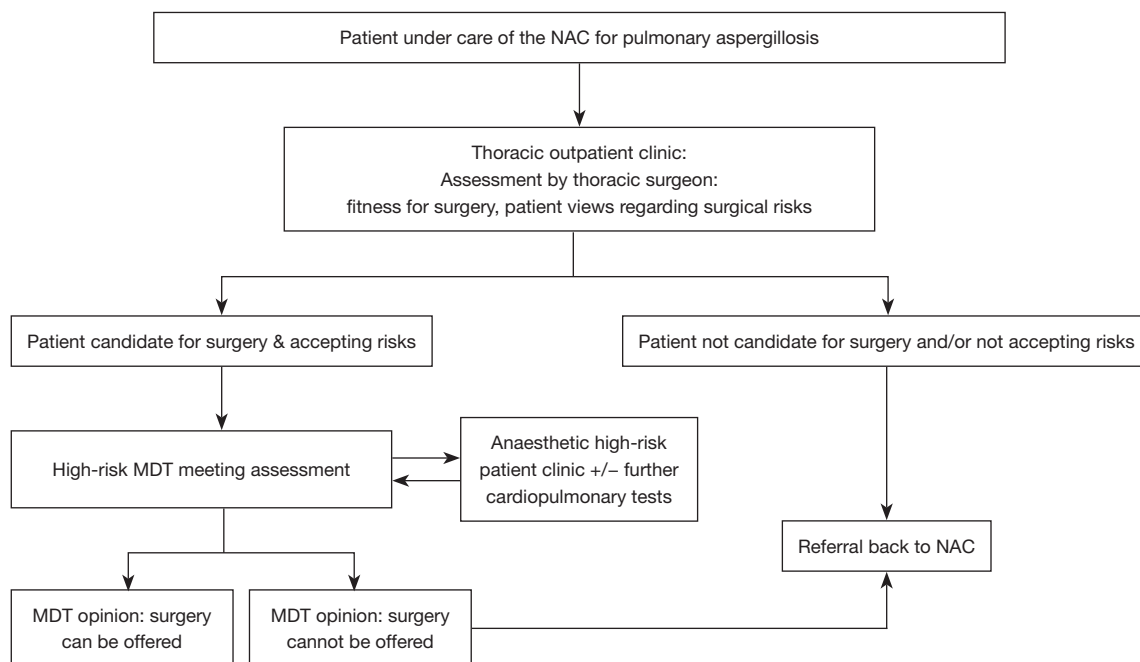 Patient under care of the NAC for pulmonary aspergillosis
Thoracic outpatient clinic:
Assessment by thoracic surgeon:
fitness for surgery, patient views regarding surgical risks
Patient candidate for surgery & accepting risks
Patient not candidate for surgery and/or not accepting risks
High-risk MDT meeting assessment
Anaesthetic high-risk
patient clinic +/− further
cardiopulmonary tests
Referral back to NAC
MDT opinion: surgery
can be offered
MDT opinion: surgery
cannot be offered